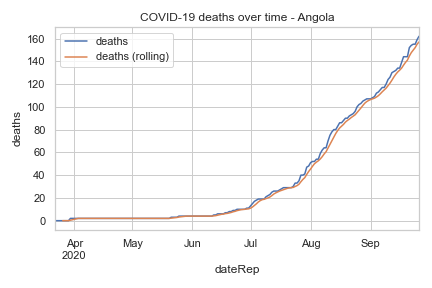 COVID-19 deaths over time - Angola
deaths
deaths (rolling)
160
140
120
100
80
60
40
20
0
deaths
Apr
2020
May
Jun
Jul
Aug
Sep
dateRep